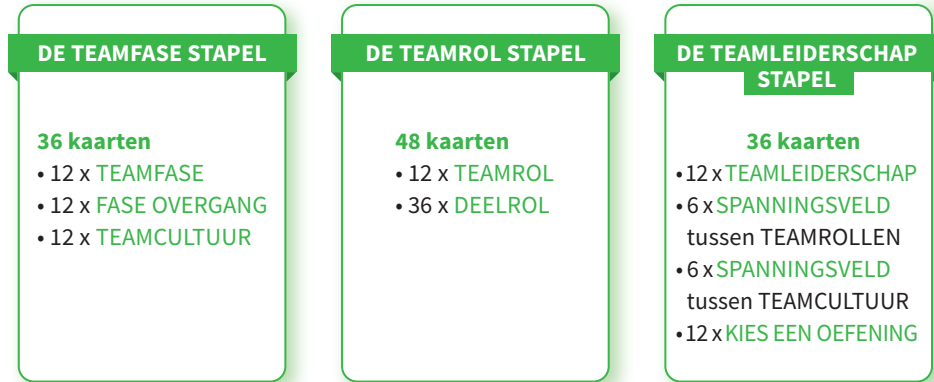 DE TEAMFASE STAPEL
36 kaarten
• 12 x TEAMFASE
• 12 x FASE OVERGANG
• 12 x TEAMCULTUUR
DE TEAMROL STAPEL
48 kaarten
• 12 x TEAMROL
• 36 x DEELROL
DE TEAMLEIDERSCHAP
STAPEL
36 kaarten
• 12 x TEAMLEIDERSCHAP
• 6 x SPANNINGSVELD
tussen TEAMROLLEN
• 6 x SPANNINGSVELD
tussen TEAMCULTUUR
• 12 x KIES EEN OEFENING